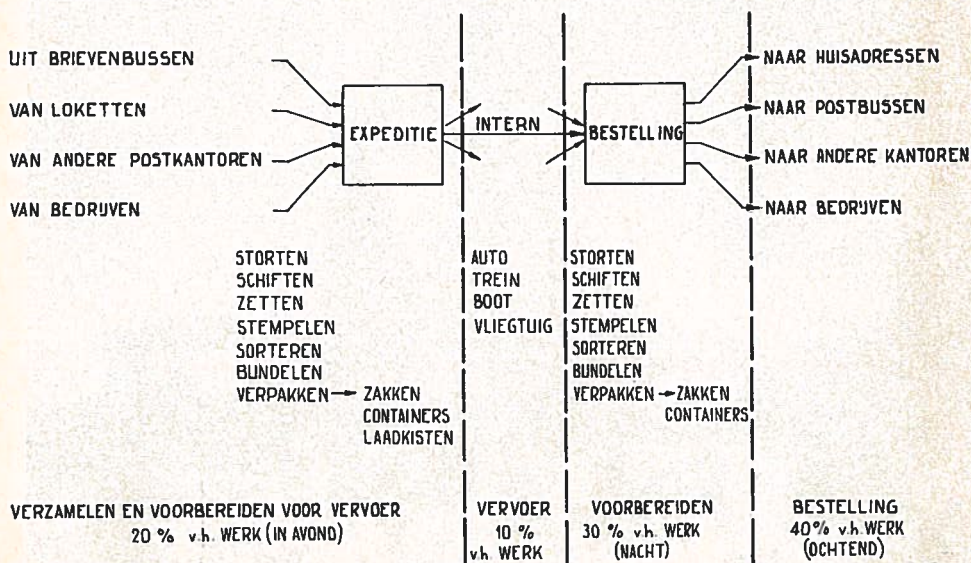 UIT BRIEVENBUSSEN
VAN LOKETTEN
VAN ANDERE POSTKANTOREN
VAN BEDRIJVEN
EXPEDITIE
INTERN
BESTELLING
NAAR HUISADRESSEN
NAAR POSTBUSSEN
NAAR ANDERE KANTOREN
NAAR BEDRIJVEN
STORTEN
SCHIFTEN
ZETTEN
STEMPELEN
SORTEREN
BUNDELEN
VERPAKKEN → ZAKKEN
CONTAINERS
LAADKISTEN
AUTO
TREIN
BOOT
VLIEGTUIG
STORTEN
SCHIFTEN
ZETTEN
STEMPELEN
SORTEREN
BUNDELEN
VERPAKKEN → ZAKKEN
CONTAINERS
VERZAMELEN EN VOORBEREIDEN VOOR VERVOER
20 % v.h. WERK (IN AVOND)
VERVOER
10 %
v.h. WERK
VOORBEREIDEN
30 % v.h. WERK
(NACHT)
BESTELLING
40% v.h. WERK
(OCHTEND)